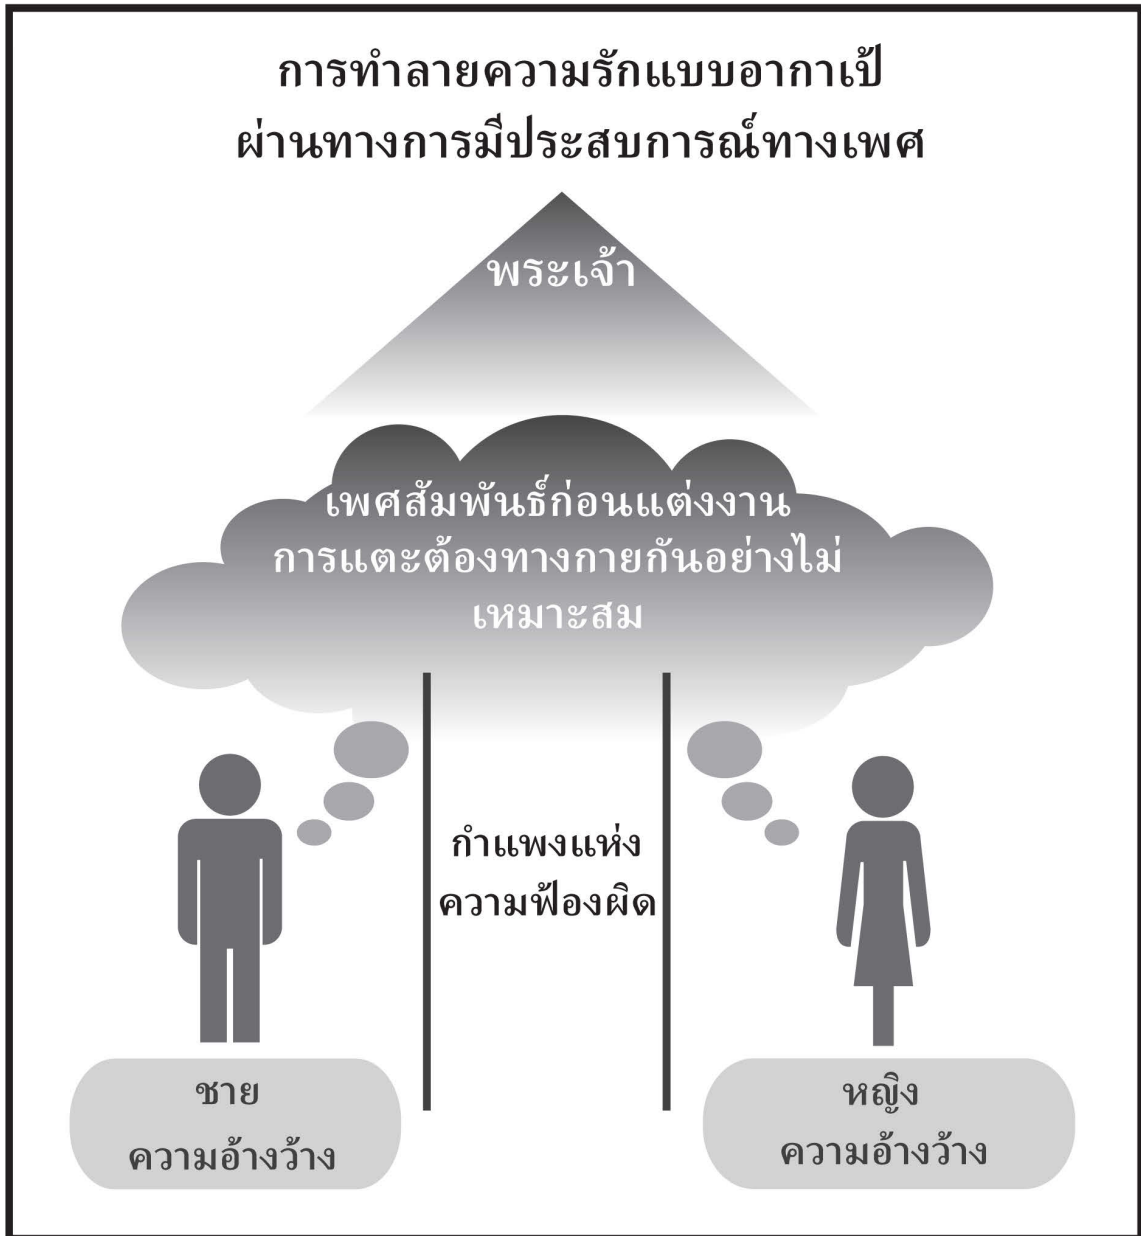 การทำลายความรักแบบอากาเป้
ผ่านทางการมีประสบการณ์ทางเพศ
พระเจ้า
เพศสัมพันธ์ก่อนแต่งงาน
การแตะต้องทางกายกันอย่างไม่
เหมาะสม
กำแพงแห่ง
ความฟ้องผิด
ชาย
ความอ้างว้าง
หญิง
ความอ้างว้าง